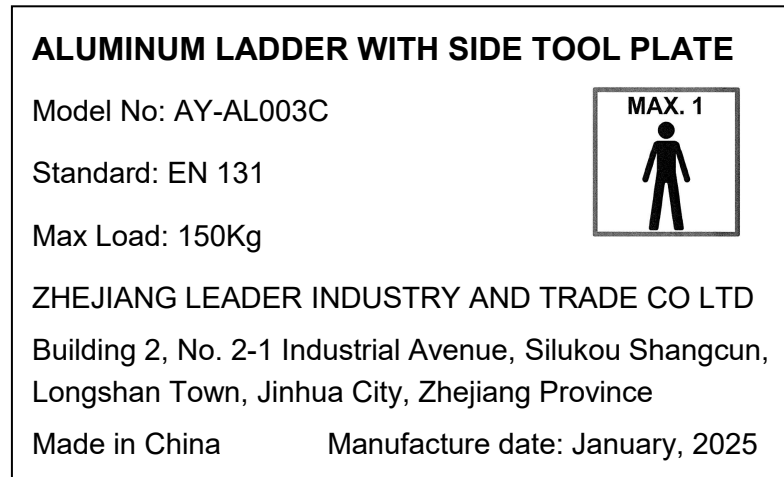 ALUMINUM LADDER WITH SIDE TOOL PLATE
Model No: AY-AL003C
MAX. 1
Standard: EN 131
Max Load: 150Kg
ZHEJIANG LEADER INDUSTRY AND TRADE CO LTD
Building 2, No. 2-1 Industrial Avenue, Silukou Shangcun,
Longshan Town, Jinhua City, Zhejiang Province
Made in China Manufacture date: January, 2025